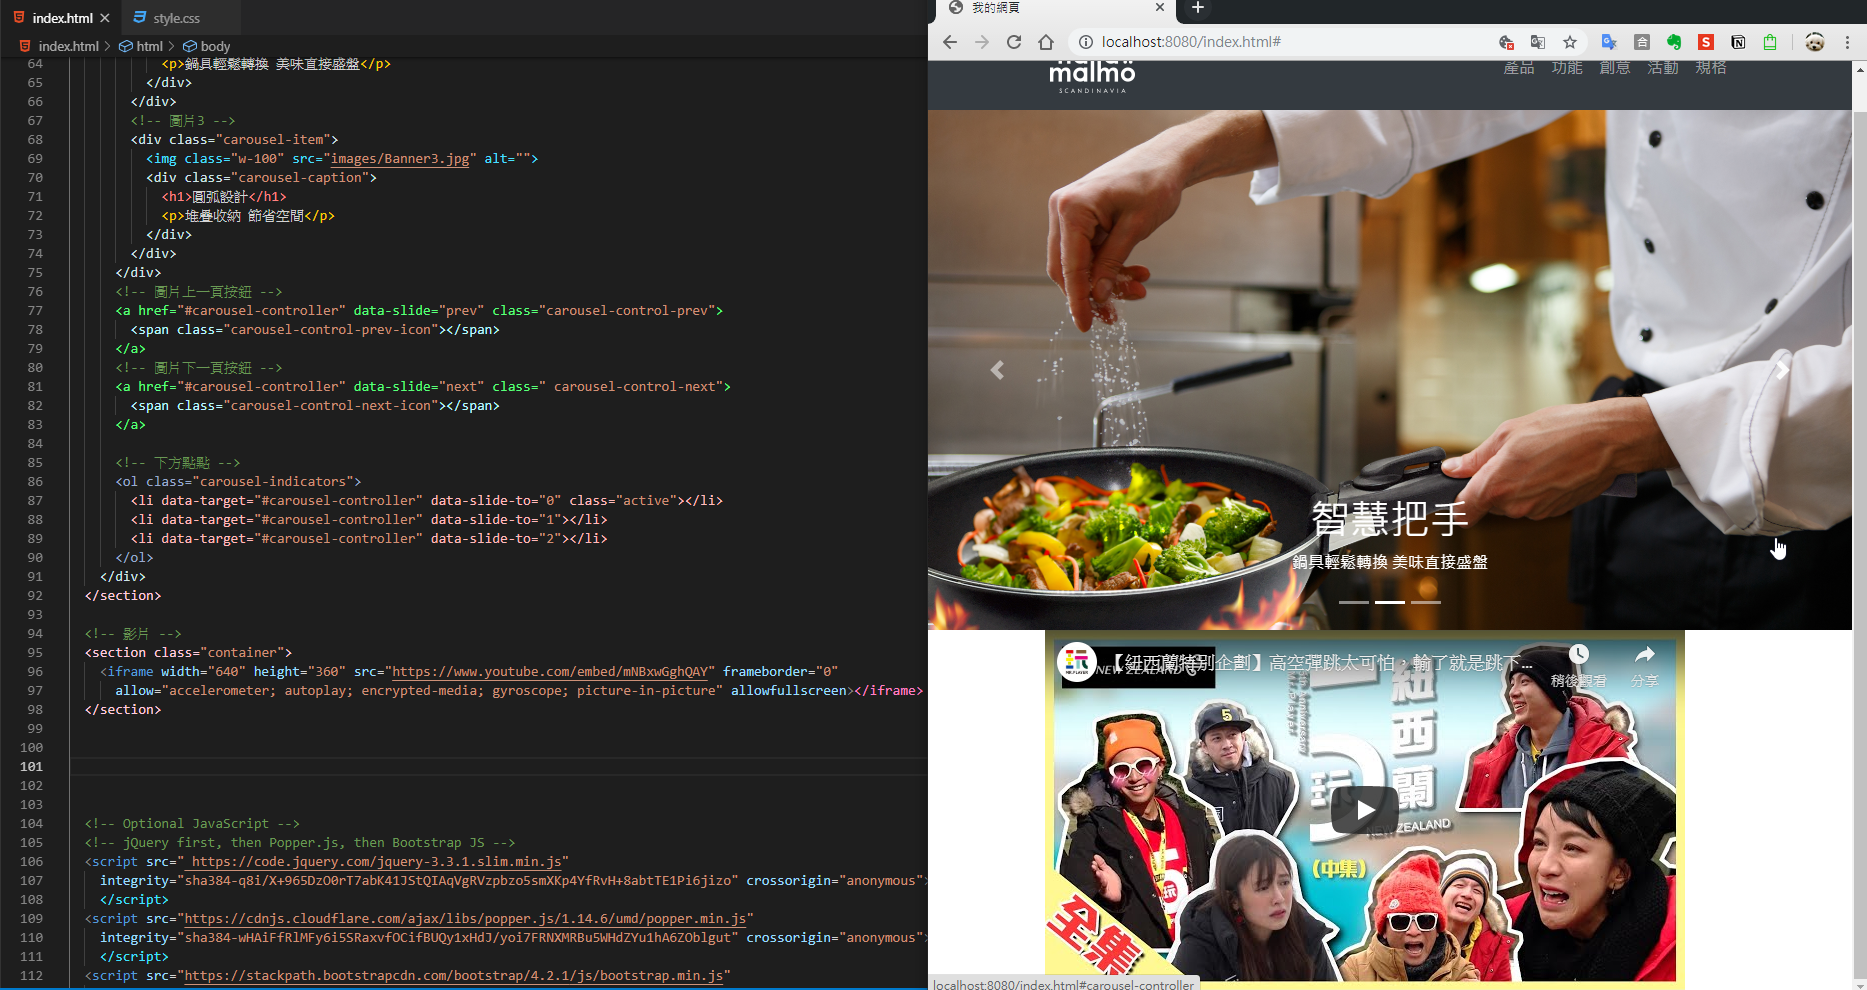 index.html
style.css
index.html > html > body
64 <p>鍋具輕鬆轉換 美味直接盛盤</p>
65 </div>
66 </div>
67 <!-- 圖片3 -->
68 <div class="carousel-item">
69 <img class="w-100" src="images/Banner3.jpg" alt="">
70 <div class="carousel-caption">
71 <h1>圓弧設計</h1>
72 <p>堆疊收納 節省空間</p>
73 </div>
74 </div>
75 </div>
76 <!-- 圖片上一頁按鈕 -->
77 <a href="#carousel-controller" data-slide="prev" class="carousel-control-prev">
78 <span class="carousel-control-prev-icon"></span>
79 </a>
80 <!-- 圖片下一頁按鈕 -->
81 <a href="#carousel-controller" data-slide="next" class=" carousel-control-next">
82 <span class="carousel-control-next-icon"></span>
83 </a>
84
85 <!-- 下方點點 -->
86 <ol class="carousel-indicators">
87 <li data-target="#carousel-controller" data-slide-to="0" class="active"></li>
88 <li data-target="#carousel-controller" data-slide-to="1"></li>
89 <li data-target="#carousel-controller" data-slide-to="2"></li>
90 </ol>
91 </div>
92 </section>
93
94 <!-- 影片 -->
95 <section class="container">
96 <iframe width="640" height="360" src="https://www.youtube.com/embed/mNBxwGghQAY" frameborder="0"
97 allow="accelerometer; autoplay; encrypted-media; gyroscope; picture-in-picture" allowfullscreen></iframe>
98 </section>
99
100
101
102
103
104 <!-- Optional JavaScript -->
105 <!-- jQuery first, then Popper.js, then Bootstrap JS -->
106 <script src=" https://code.jquery.com/jquery-3.3.1.slim.min.js"
107 integrity="sha384-q8i/X+965DzO0rT7abK41JStQIAqVgRVzpbzo5smXKp4YfRvH+8abtTE1Pi6jizo" crossorigin="anonymous">
108 </script>
109 <script src="https://cdnjs.cloudflare.com/ajax/libs/popper.js/1.14.6/umd/popper.min.js"
110 integrity="sha384-wHAiFfRlMFy6i5SRaxvfOCifBUQy1xHdJ/yoi7FRNXMRBu5WHdZYu1hA6ZOblgut" crossorigin="anonymous">
111 </script>
112 <script src="https://stackpath.bootstrapcdn.com/bootstrap/4.2.1/js/bootstrap.min.js"
我的網頁
localhost:8080/index.html#
malmö
SCANDINAVIA
產品 功能 創意 活動 規格
智慧把手
鍋具輕鬆轉換 美味直接盛盤
【紐西蘭特別企劃】高空彈跳太可怕，輸了就是跳下...
NEW ZEALAND
稍後觀看
分享
紐西蘭
玩
NEW ZEALAND
(中集)
全集
localhost:8080/index.html#carousel-controller